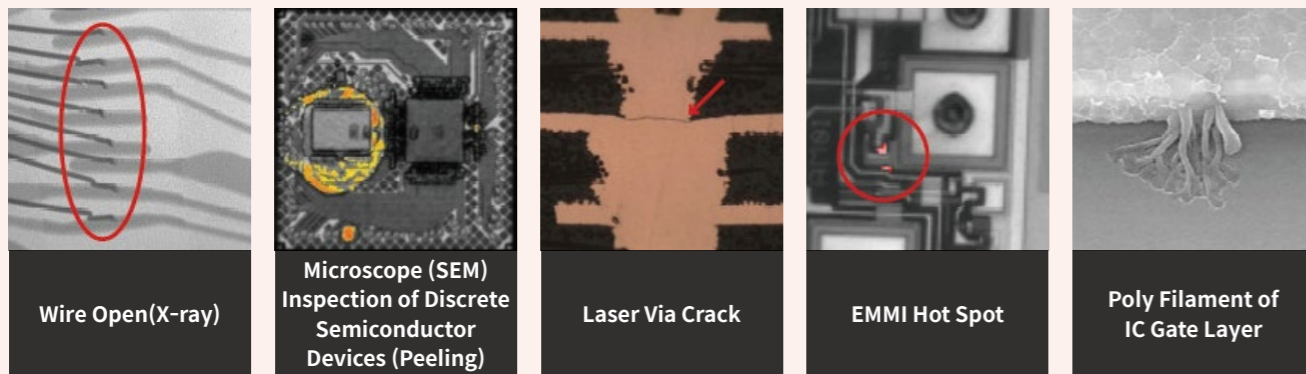 Wire Open(X-ray)
Microscope (SEM)
Inspection of Discrete
Semiconductor
Devices (Peeling)
Laser Via Crack
EMMI Hot Spot
Poly Filament of
IC Gate Layer